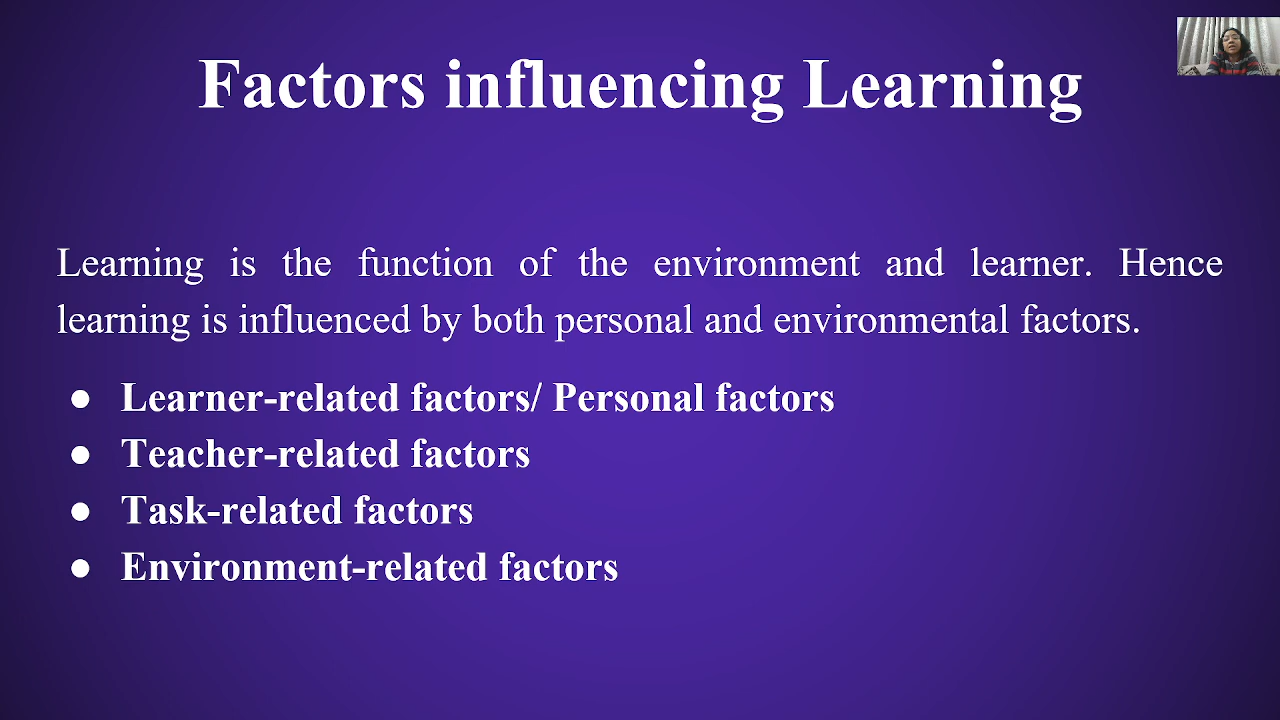 Factors influencing Learning
Learning is the function of the environment and learner. Hence
learning is influenced by both personal and environmental factors.
● Learner-related factors/ Personal factors
● Teacher-related factors
● Task-related factors
● Environment-related factors